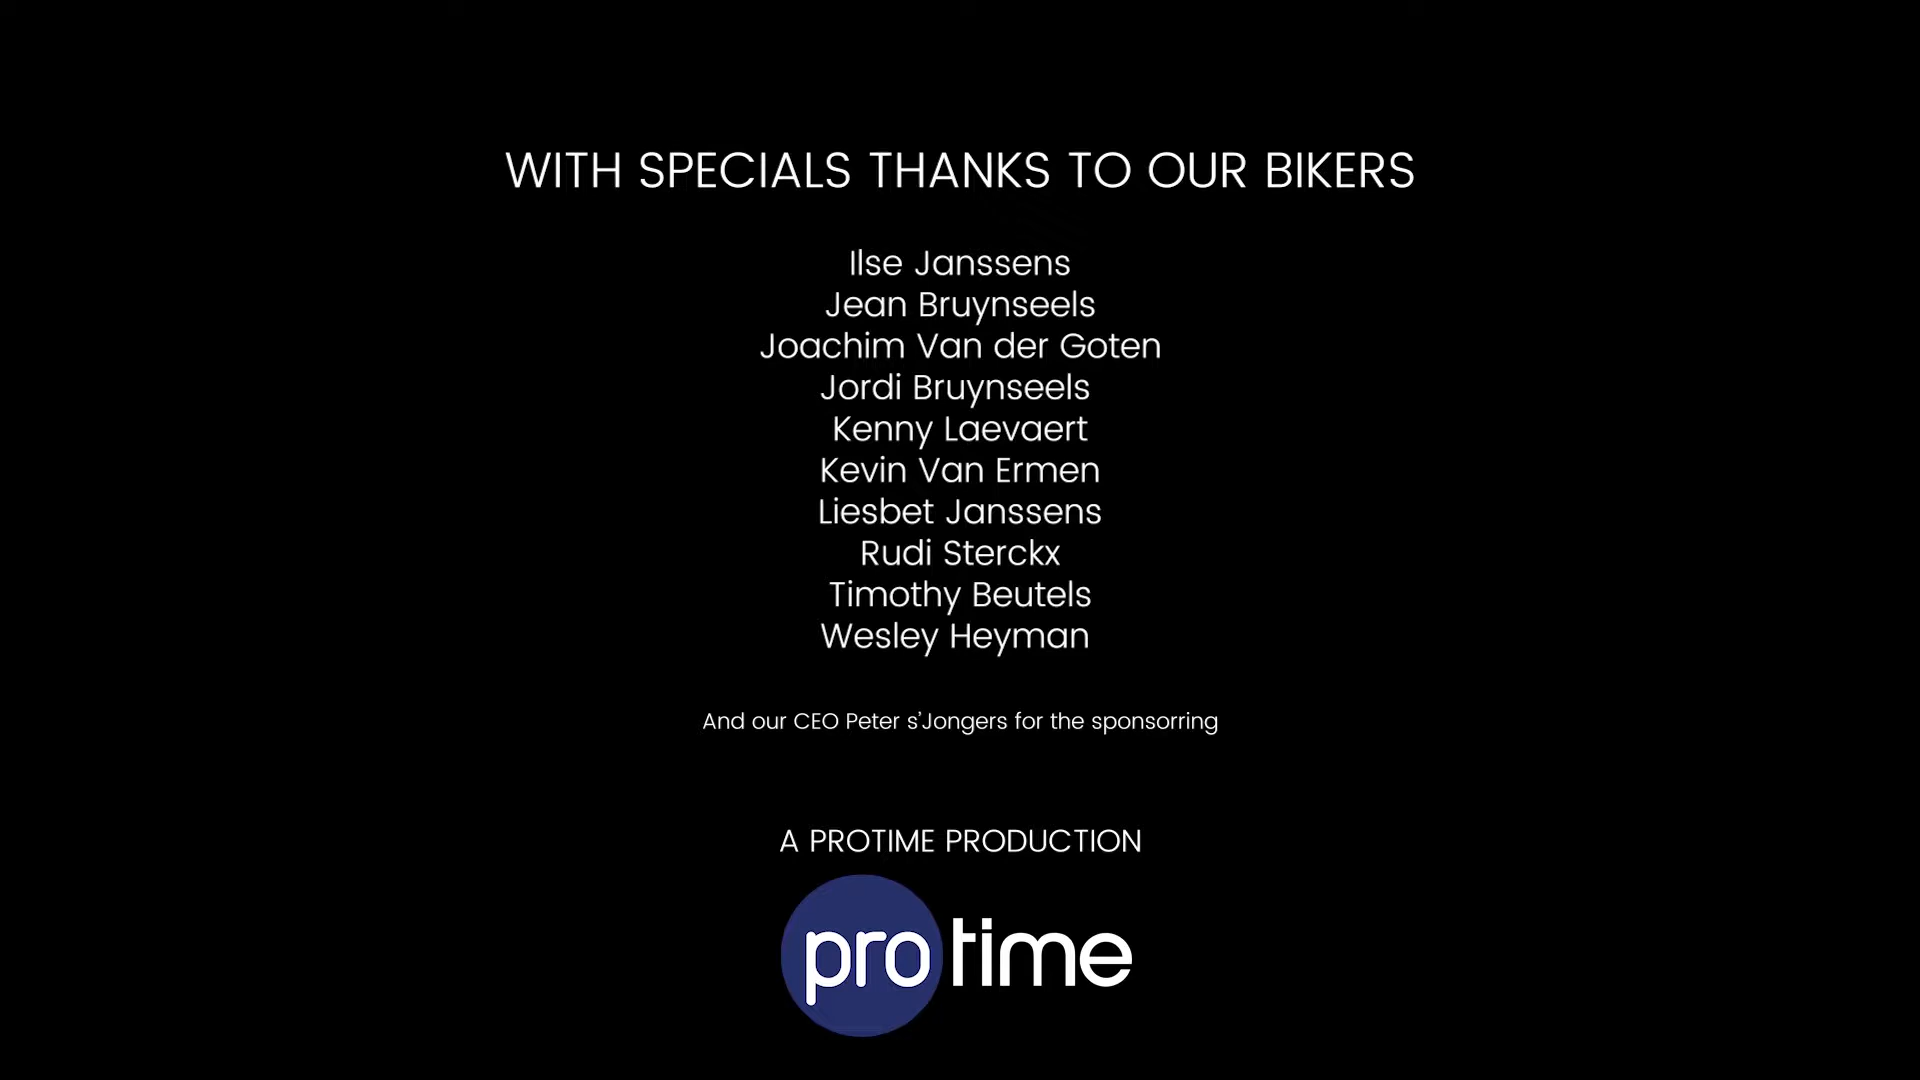 WITH SPECIALS THANKS TO OUR BIKERS
Ilse Janssens
Jean Bruynseels
Joachim Van der Goten
Jordi Bruynseels
Kenny Laevaert
Kevin Van Ermen
Liesbet Janssens
Rudi Sterckx
Timothy Beutels
Wesley Heyman
And our CEO Peter s’Jongers for the sponsorring
A PROTIME PRODUCTION
protime